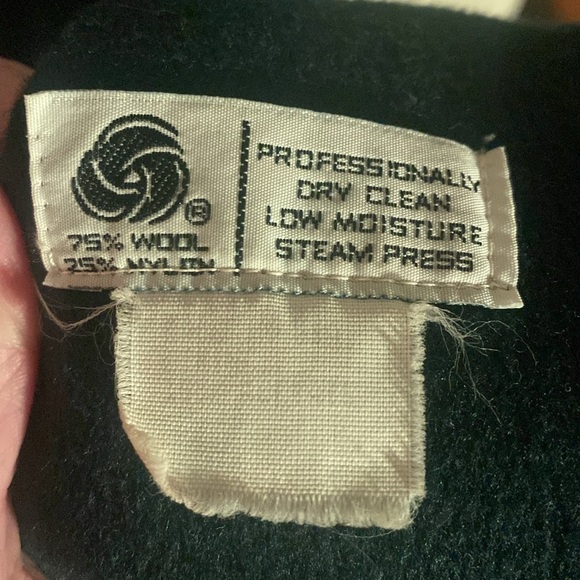 ®
75% WOOL
25% NYLON
PROFESSIONALLY
DRY CLEAN
LOW MOISTURE
STEAM PRESS